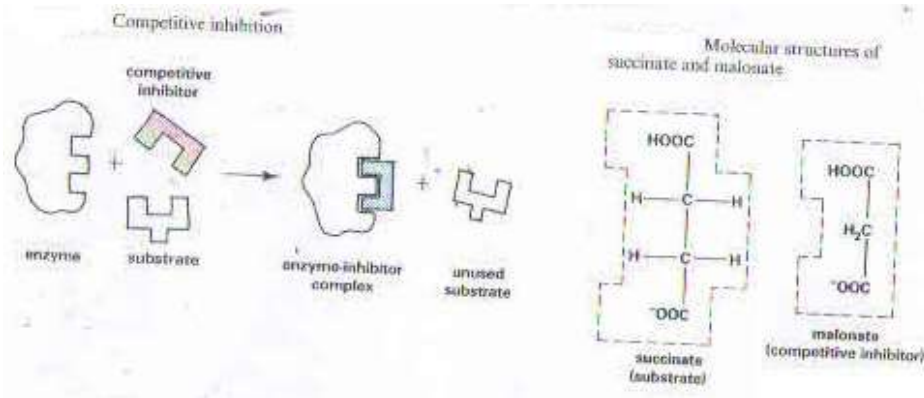 Competitive inhibition
competitive
inhibitor
+
enzyme
substrate
+
enzyme-inhibitor
complex
unused
substrate
Molecular structures of
succinate and malonate
HOOC
H—C—H
H—C—H
⁻OOC
succinate
(substrate)
HOOC
H₂C
⁻OOC
malonate
(competitive inhibitor)